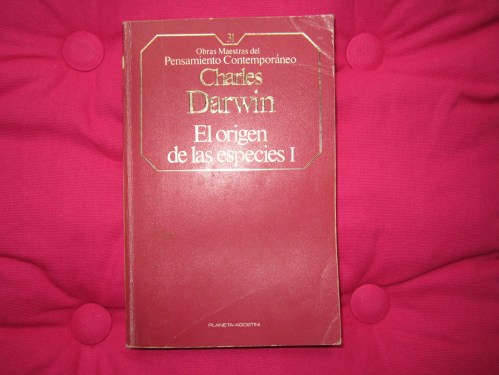 31
Obras Maestras del
Pensamiento Contemporáneo
Charles
Darwin
El origen
de las especies I
PLANETA-AGOSTINI